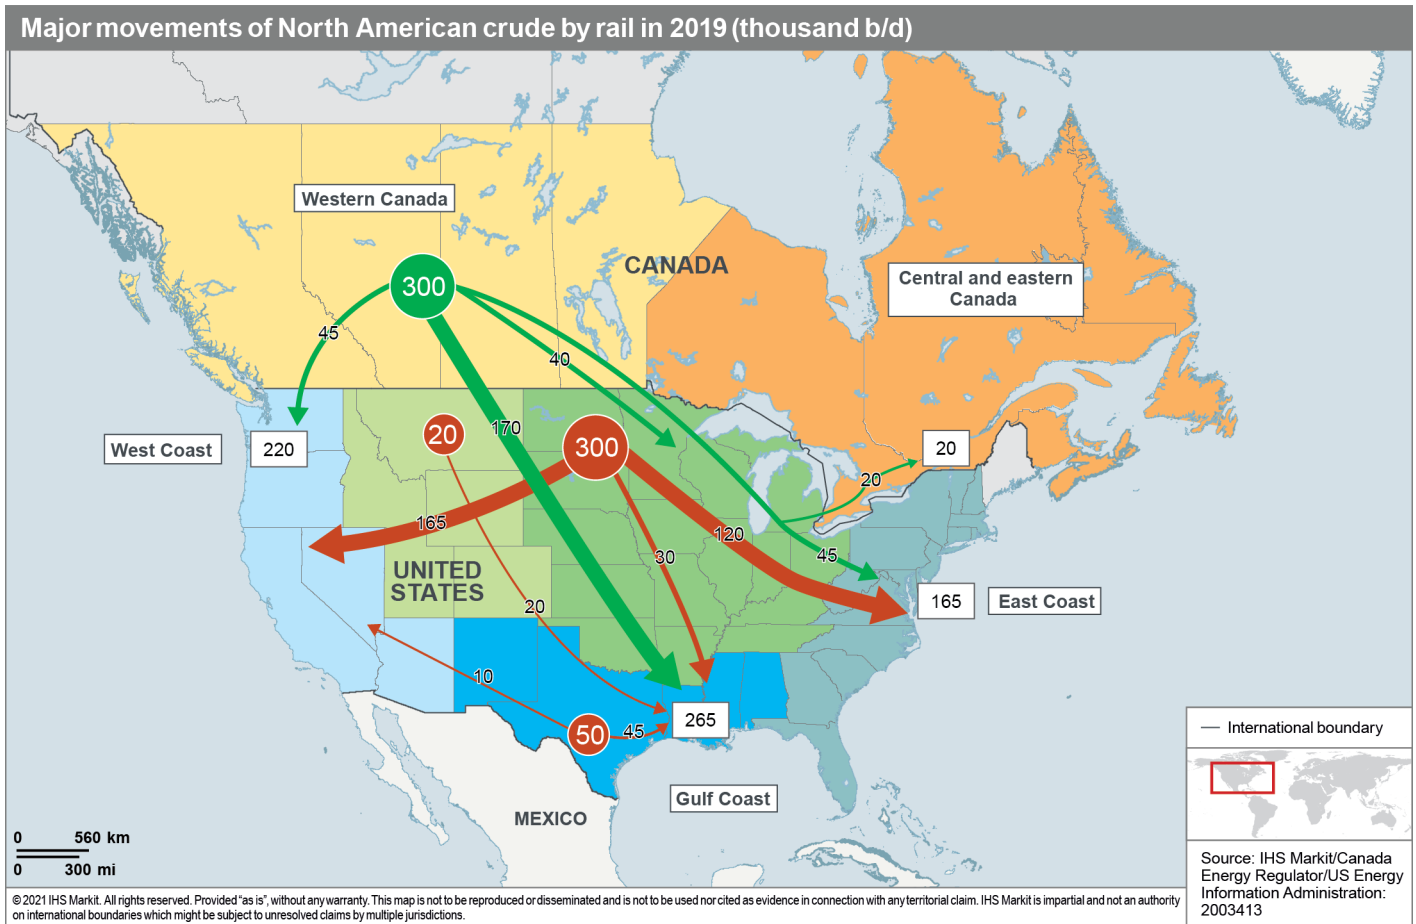 Major movements of North American crude by rail in 2019 (thousand b/d)
Western Canada
CANADA
Central and eastern
Canada
300
45
40
170
20
300
West Coast
220
20
20
165
120
30
45
UNITED
STATES
20
165
East Coast
10
50
45
265
Gulf Coast
MEXICO
International boundary
0 560 km
0 300 mi
Source: IHS Markit/Canada
Energy Regulator/US Energy
Information Administration:
2003413
© 2021 IHS Markit. All rights reserved. Provided "as is", without any warranty. This map is not to be reproduced or disseminated and is not to be used nor cited as evidence in connection with any territorial claim. IHS Markit is impartial and not an authority
on international boundaries which might be subject to unresolved claims by multiple jurisdictions.